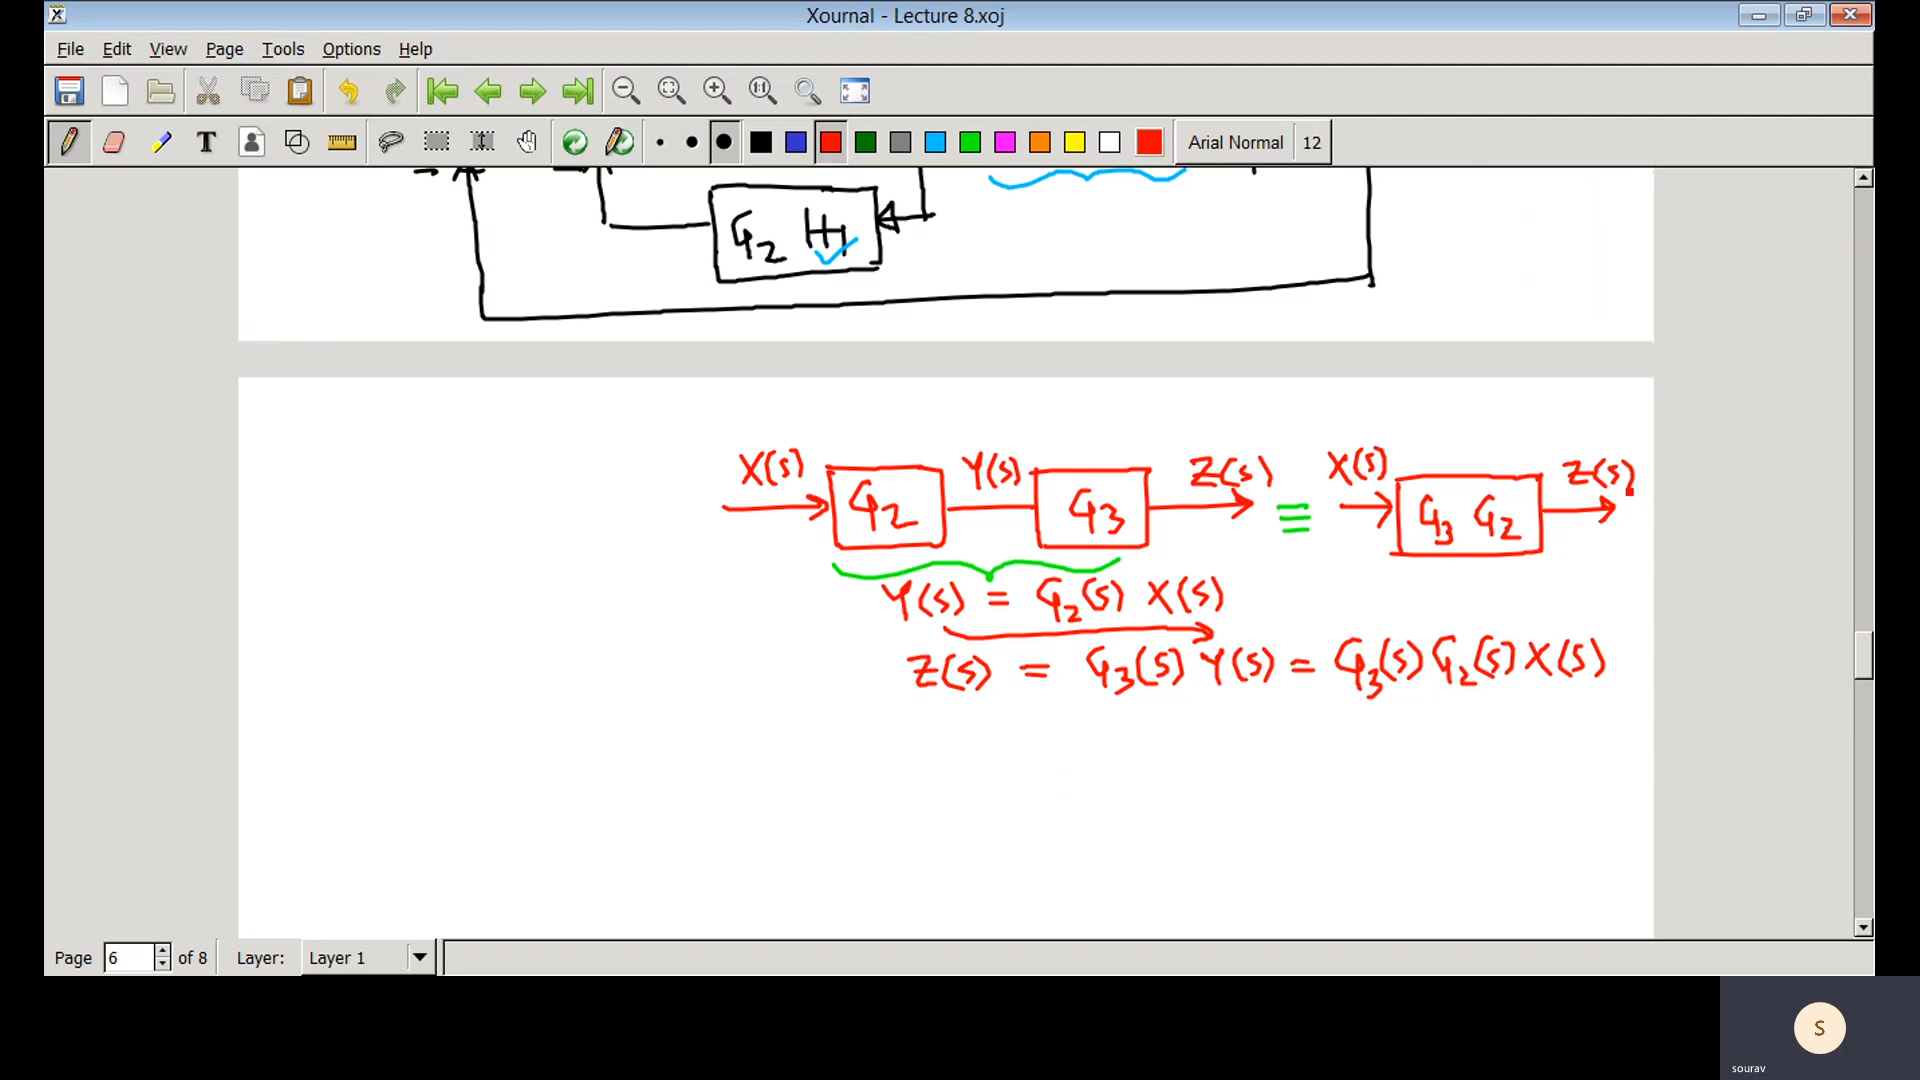 Xournal - Lecture 8.xoj
File Edit View Page Tools Options Help
Arial Normal 12
G2 H1
X(s) G2 Y(s) G3 Z(s) ≡ X(s) G3 G2 Z(s)
Y(s) = G2(s) X(s)
Z(s) = G3(s) Y(s) = G3(s) G2(s) X(s)
Page 6 of 8 Layer: Layer 1
S
sourav